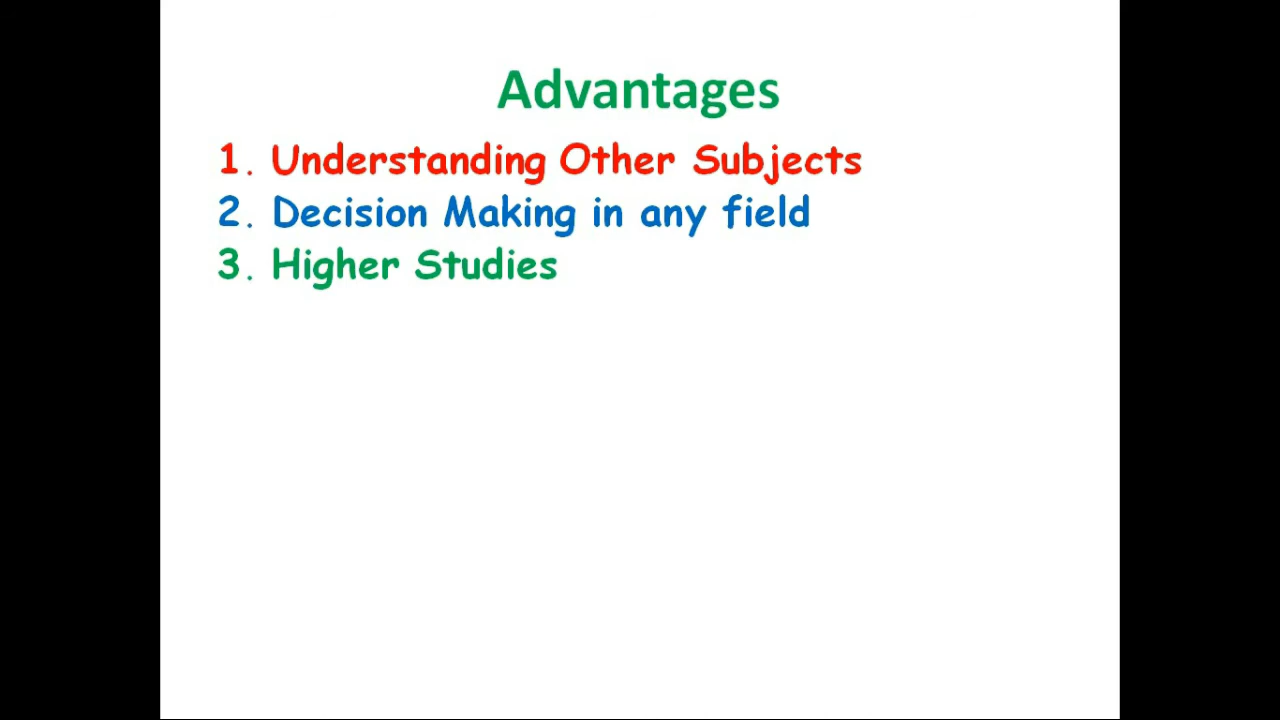 Advantages
1. Understanding Other Subjects
2. Decision Making in any field
3. Higher Studies